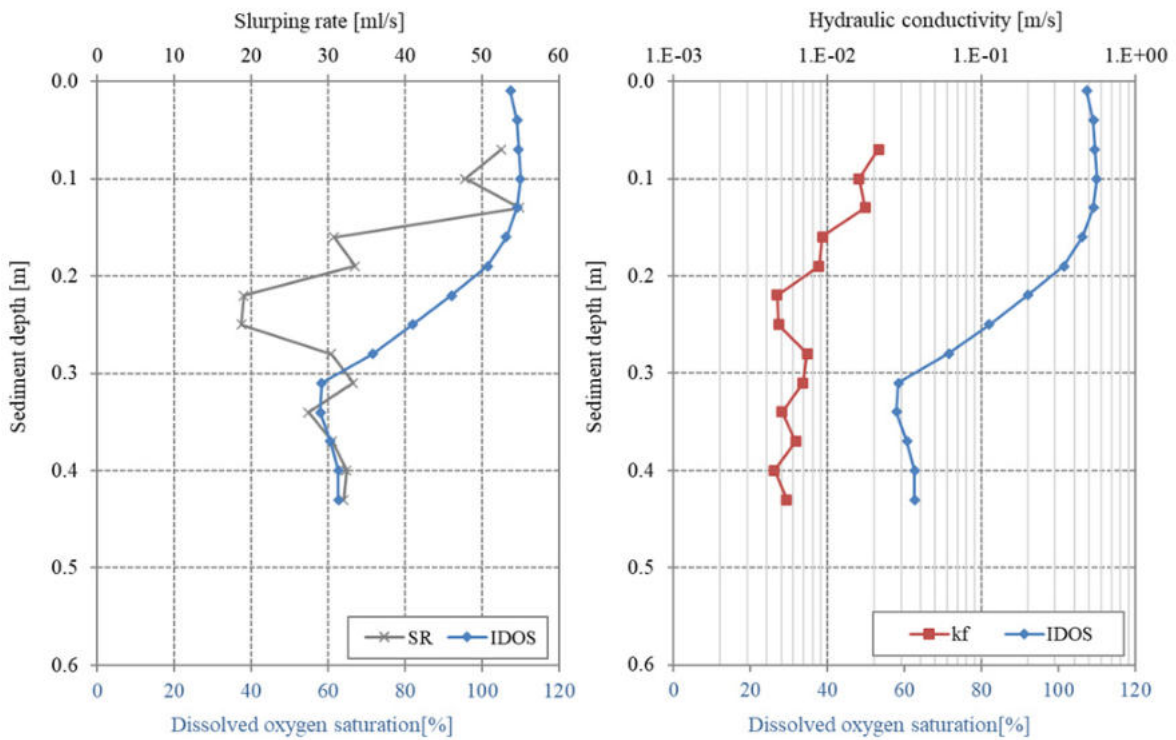 Slurping rate [ml/s]
0 10 20 30 40 50 60
0.0
0.1
0.2
0.3
0.4
0.5
0.6
Sediment depth [m]
SR IDOS
0 20 40 60 80 100 120
Dissolved oxygen saturation[%]
Hydraulic conductivity [m/s]
1.E-03 1.E-02 1.E-01 1.E+00
0.0
0.1
0.2
0.3
0.4
0.5
0.6
Sediment depth [m]
kf IDOS
0 20 40 60 80 100 120
Dissolved oxygen saturation[%]